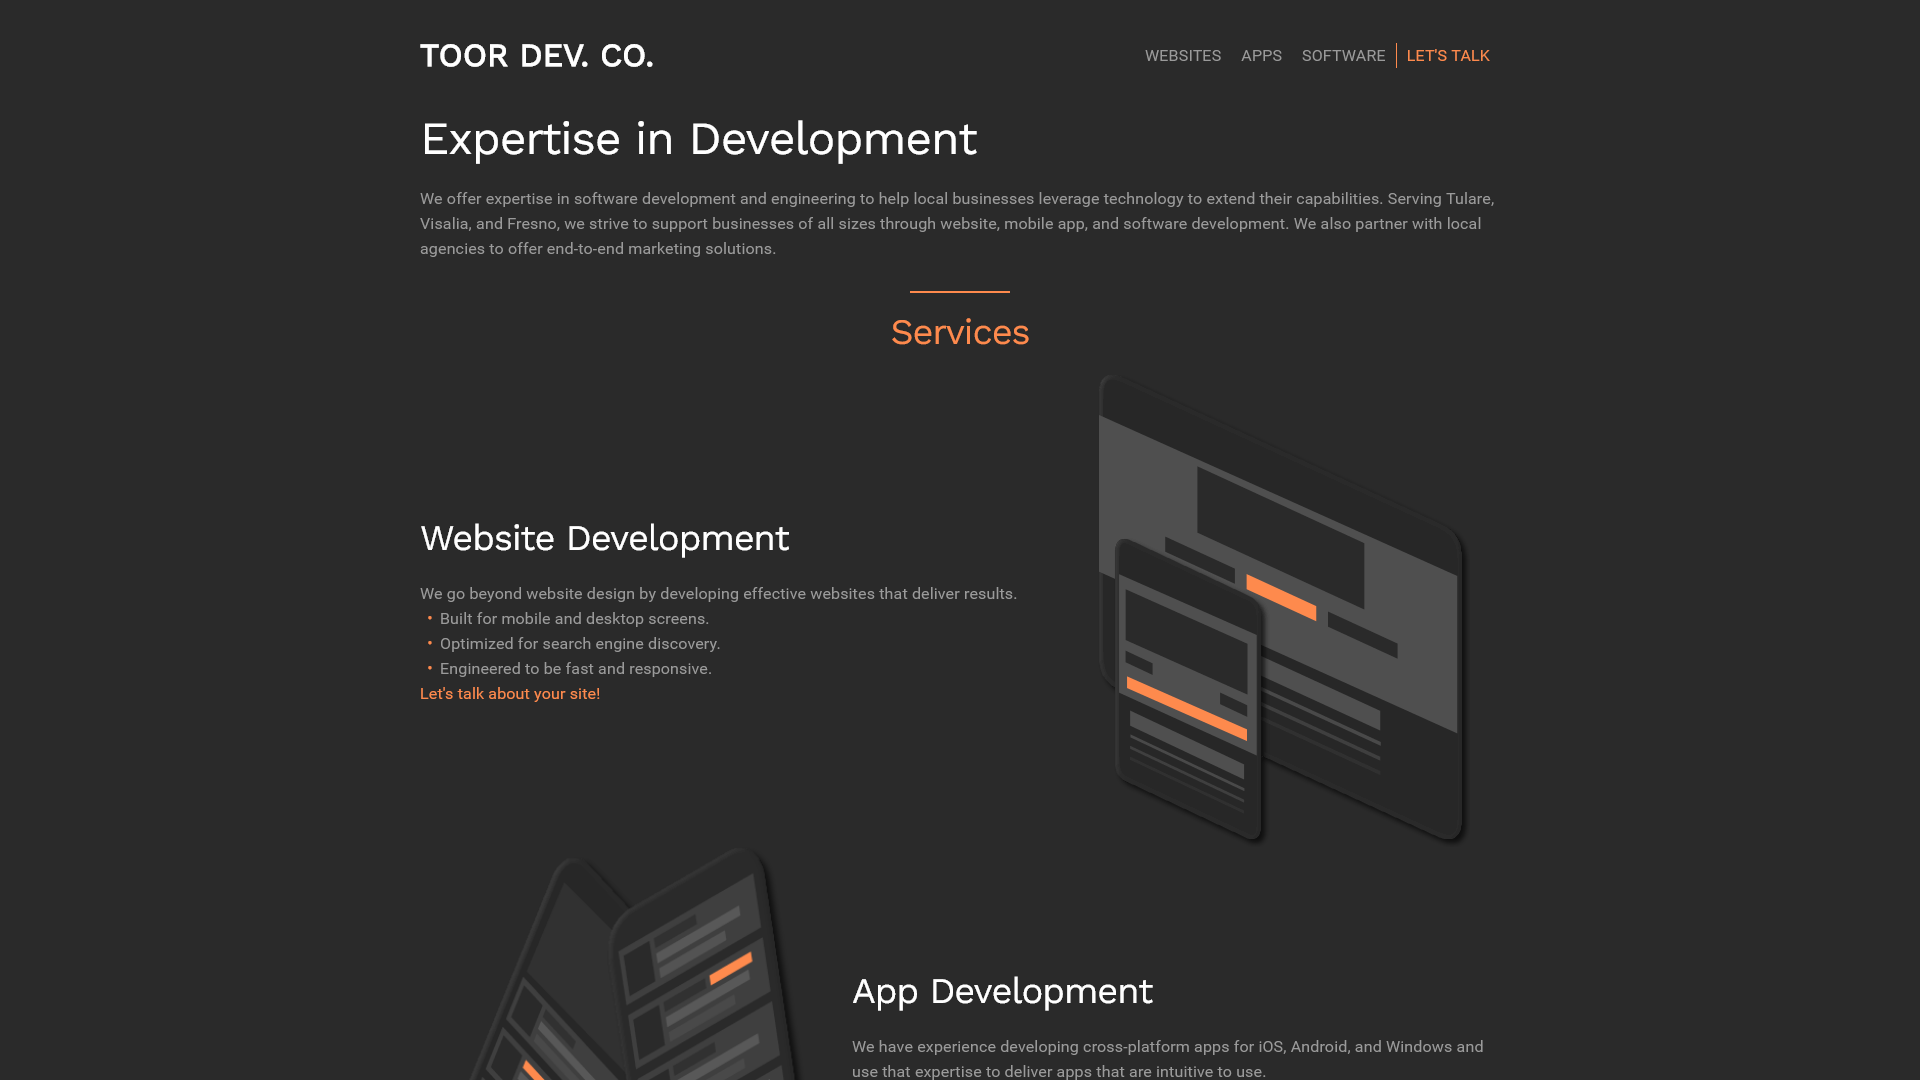 TOOR DEV. CO.
WEBSITES APPS SOFTWARE LET'S TALK
Expertise in Development
We offer expertise in software development and engineering to help local businesses leverage technology to extend their capabilities. Serving Tulare,
Visalia, and Fresno, we strive to support businesses of all sizes through website, mobile app, and software development. We also partner with local
agencies to offer end-to-end marketing solutions.
Services
Website Development
We go beyond website design by developing effective websites that deliver results.
• Built for mobile and desktop screens.
• Optimized for search engine discovery.
• Engineered to be fast and responsive.
Let's talk about your site!
App Development
We have experience developing cross-platform apps for iOS, Android, and Windows and
use that expertise to deliver apps that are intuitive to use.